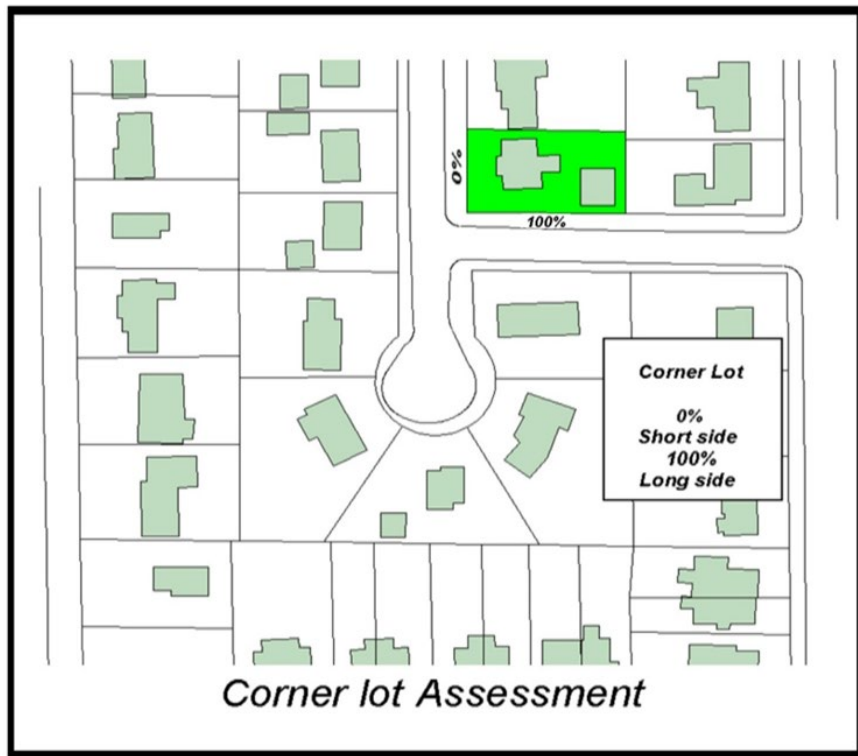 0%
100%
Corner Lot
0%
Short side
100%
Long side
Corner lot Assessment